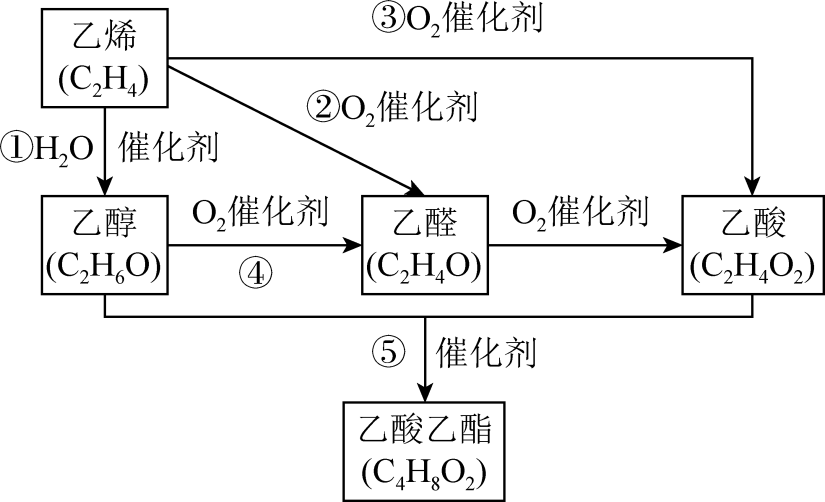 ③O₂催化剂
乙烯
(C₂H₄)
②O₂催化剂
①H₂O 催化剂
乙醇
(C₂H₆O)
O₂催化剂
④
乙醛
(C₂H₄O)
O₂催化剂
乙酸
(C₂H₄O₂)
⑤ 催化剂
乙酸乙酯
(C₄H₈O₂)